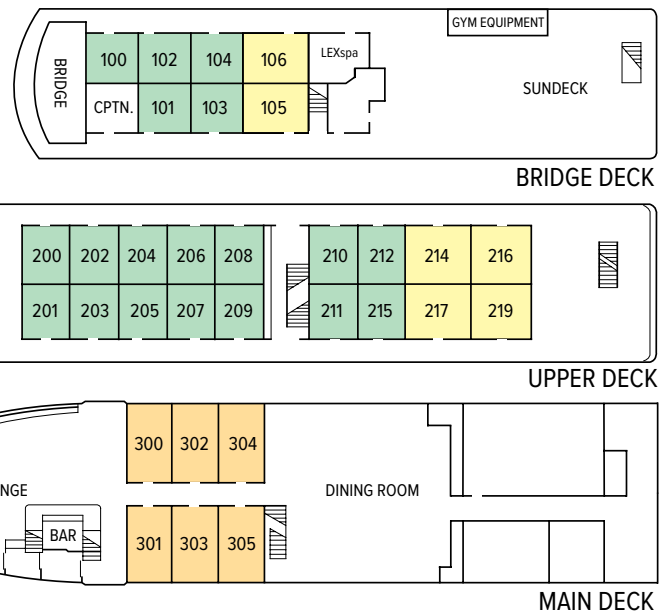 GYM EQUIPMENT
100 102 104 106 LEXspa
BRIDGE
SUNDECK
CPTN. 101 103 105
BRIDGE DECK
200 202 204 206 208 210 212 214 216
201 203 205 207 209 211 215 217 219
UPPER DECK
300 302 304
NGE
DINING ROOM
BAR
301 303 305
MAIN DECK